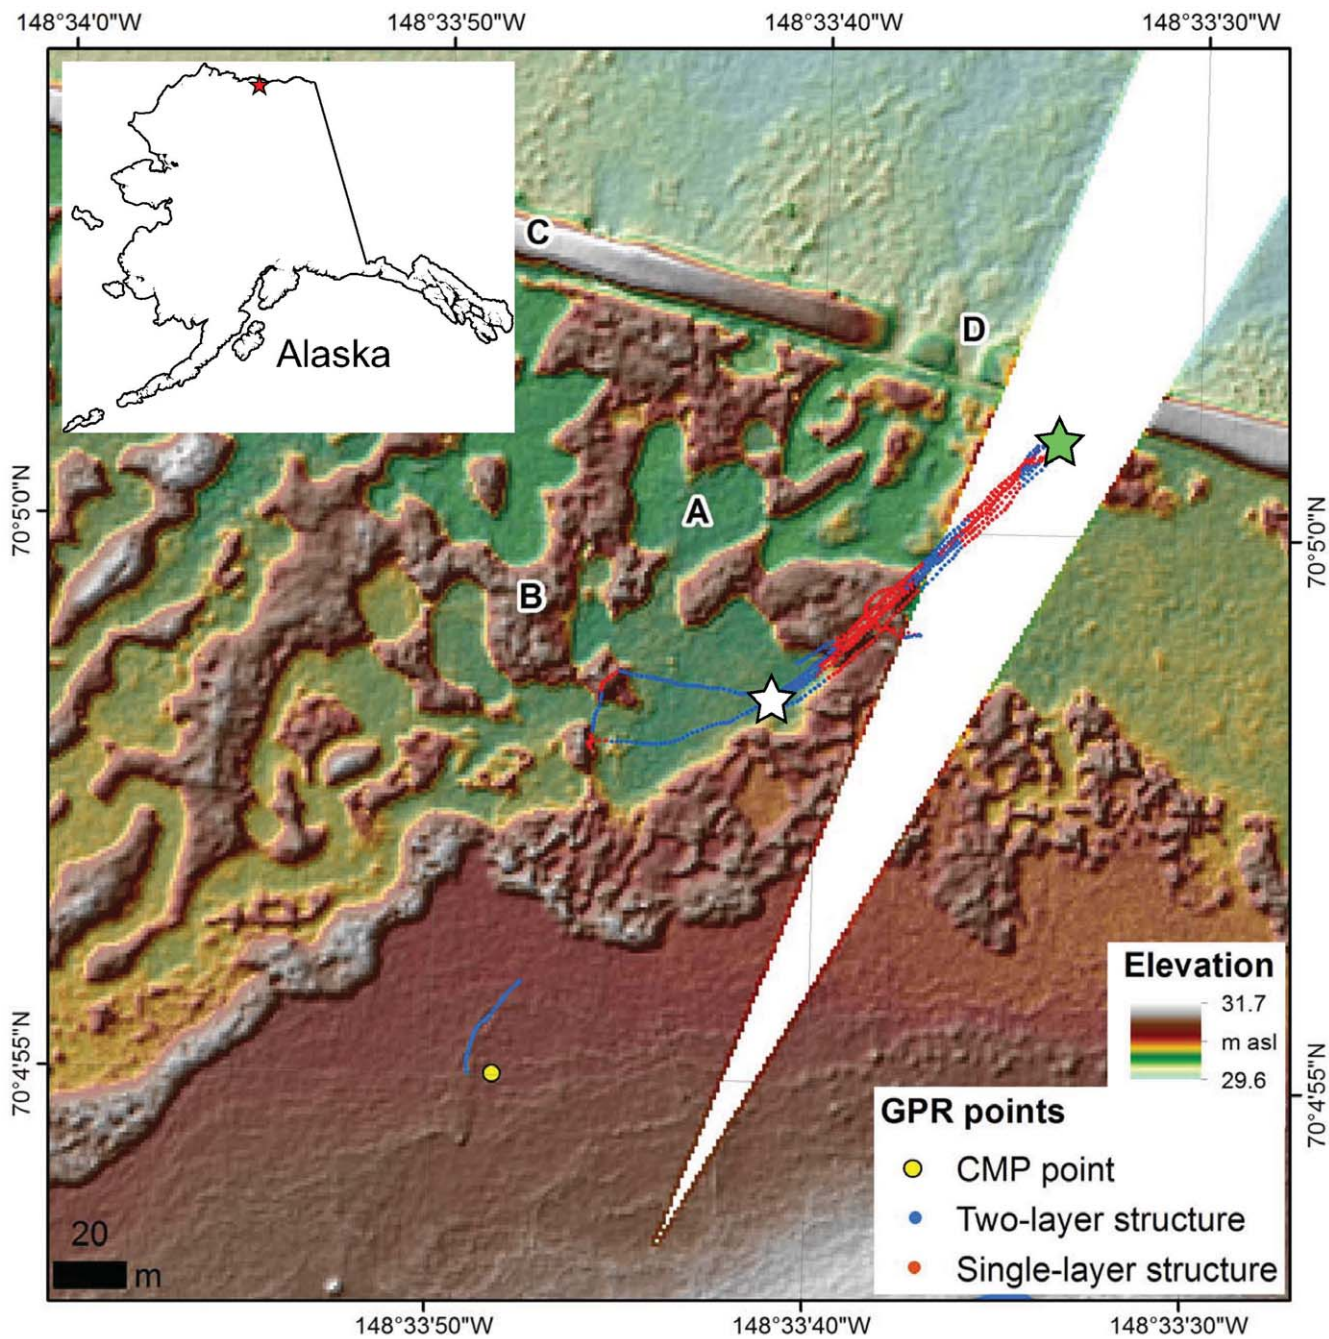 148°34'0"W 148°33'50"W 148°33'40"W 148°33'30"W
C
D
Alaska
A
B
70°5'0"N
70°5'0"N
70°4'55"N
70°4'55"N
Elevation
31.7
m asl
29.6
GPR points
CMP point
Two-layer structure
Single-layer structure
20
m
148°33'50"W 148°33'40"W 148°33'30"W